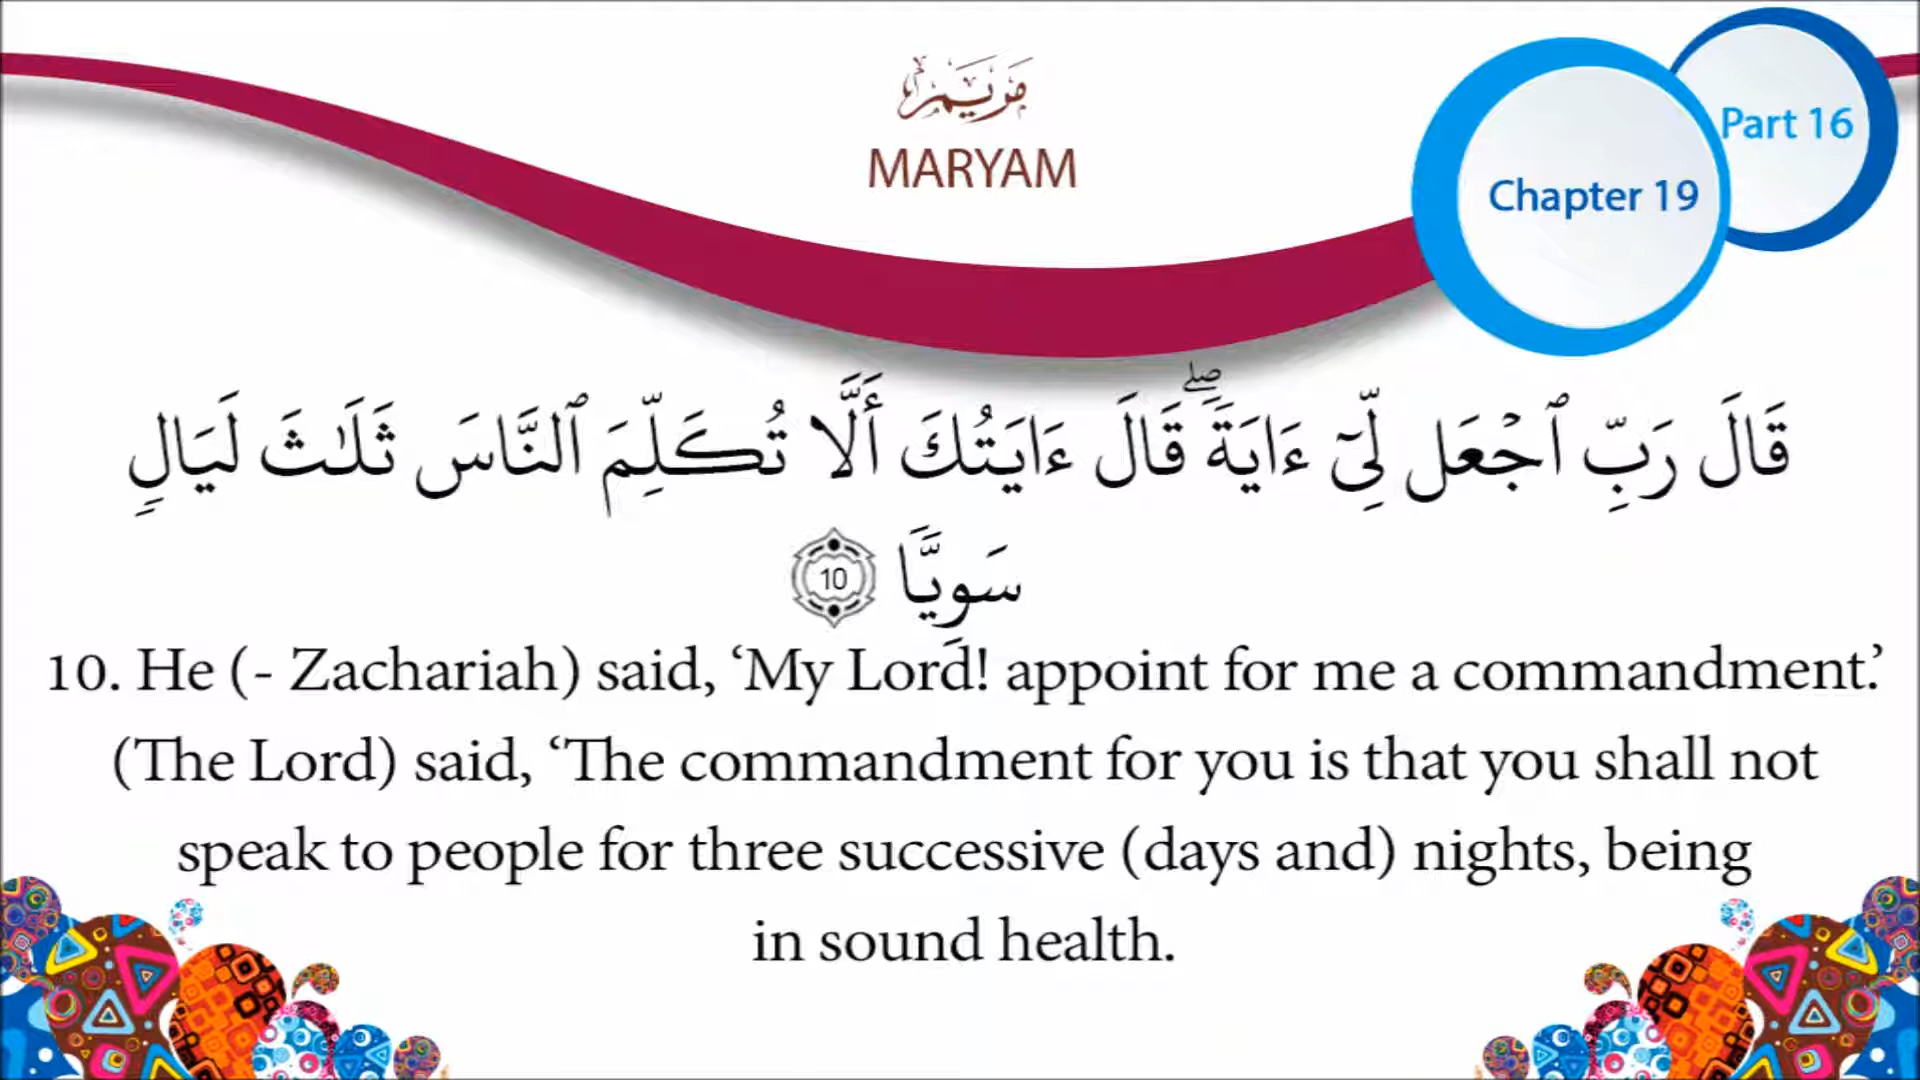 مريم
MARYAM
Part 16
Chapter 19
قَالَ رَبِّ ٱجْعَل لِّىٓ ءَايَةًۭ ۖ قَالَ ءَايَتُكَ أَلَّا تُكَلِّمَ ٱلنَّاسَ ثَلَـٰثَ لَيَالٍۢ
سَوِيًّۭا 10
10. He (- Zachariah) said, ‘My Lord! appoint for me a commandment.’
(The Lord) said, ‘The commandment for you is that you shall not
speak to people for three successive (days and) nights, being
in sound health.